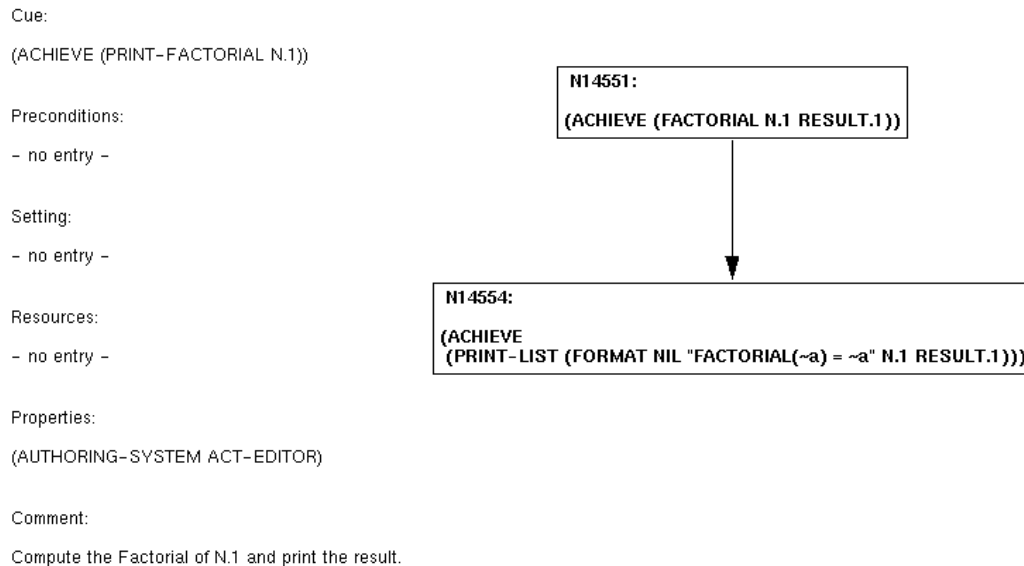 Cue:
(ACHIEVE (PRINT-FACTORIAL N.1))
Preconditions:
- no entry -
Setting:
- no entry -
Resources:
- no entry -
Properties:
(AUTHORING-SYSTEM ACT-EDITOR)
Comment:
Compute the Factorial of N.1 and print the result.
N14551:
(ACHIEVE (FACTORIAL N.1 RESULT.1))
N14554:
(ACHIEVE
(PRINT-LIST (FORMAT NIL "FACTORIAL(~a) = ~a" N.1 RESULT.1)))